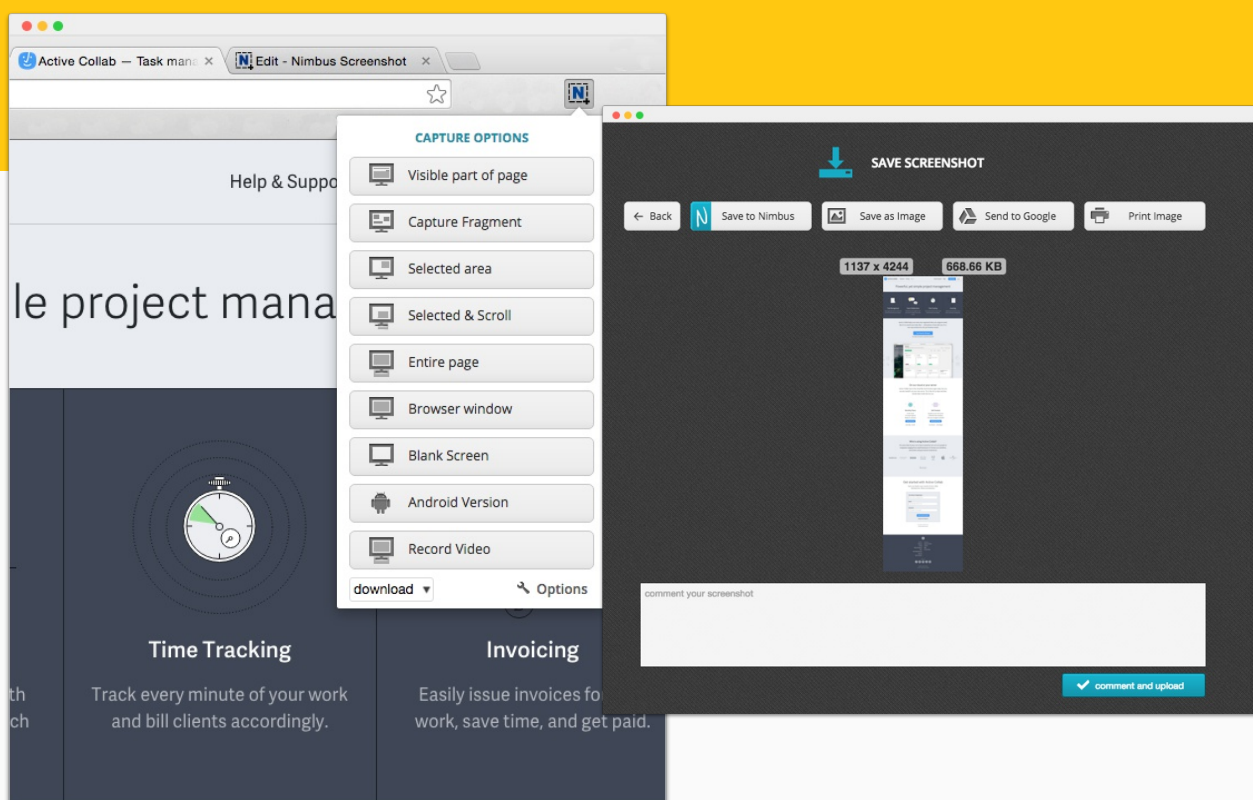 Active Collab — Task mana
Edit - Nimbus Screenshot
N
Help & Suppo
le project mana
CAPTURE OPTIONS
Visible part of page
Capture Fragment
Selected area
Selected & Scroll
Entire page
Browser window
Blank Screen
Android Version
Record Video
download
Options
Time Tracking
Track every minute of your work
and bill clients accordingly.
Invoicing
Easily issue invoices fo
work, save time, and get paid.
th
ch
SAVE SCREENSHOT
← Back
Save to Nimbus
Save as Image
Send to Google
Print Image
1137 x 4244
668.66 KB
comment your screenshot
comment and upload